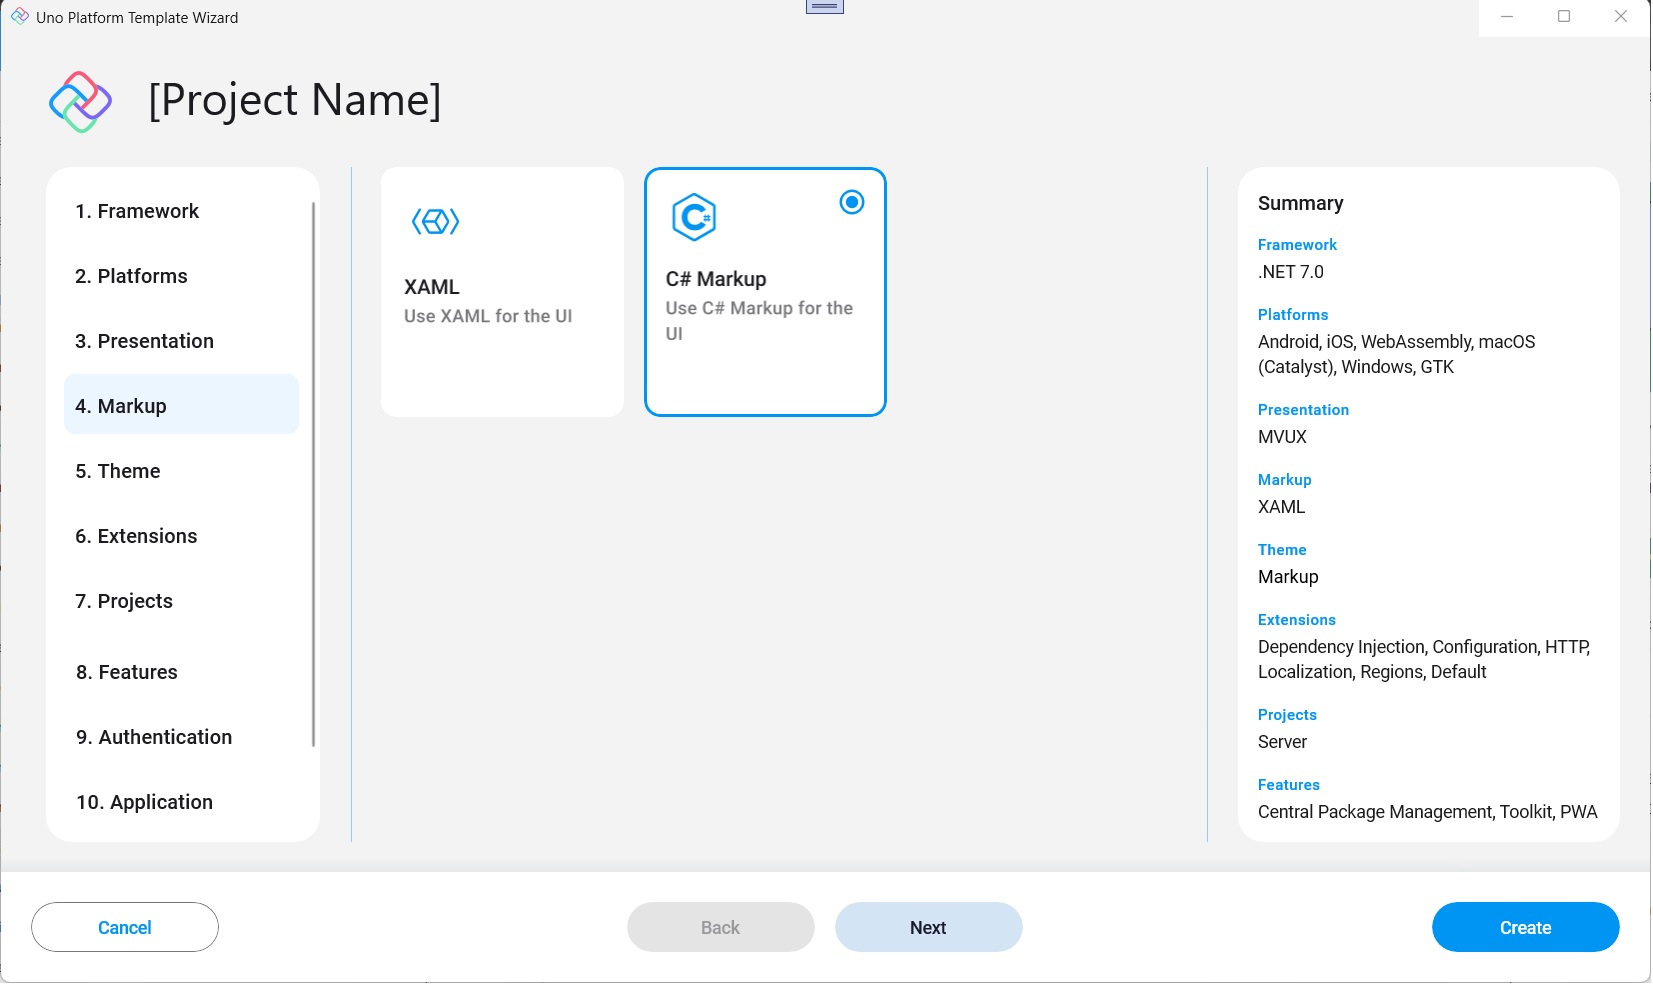 Uno Platform Template Wizard
[Project Name]
1. Framework
2. Platforms
3. Presentation
4. Markup
5. Theme
6. Extensions
7. Projects
8. Features
9. Authentication
10. Application
XAML
Use XAML for the UI
C# Markup
Use C# Markup for the
UI
Summary
Framework
.NET 7.0
Platforms
Android, iOS, WebAssembly, macOS
(Catalyst), Windows, GTK
Presentation
MVUX
Markup
XAML
Theme
Markup
Extensions
Dependency Injection, Configuration, HTTP,
Localization, Regions, Default
Projects
Server
Features
Central Package Management, Toolkit, PWA
Cancel
Back
Next
Create